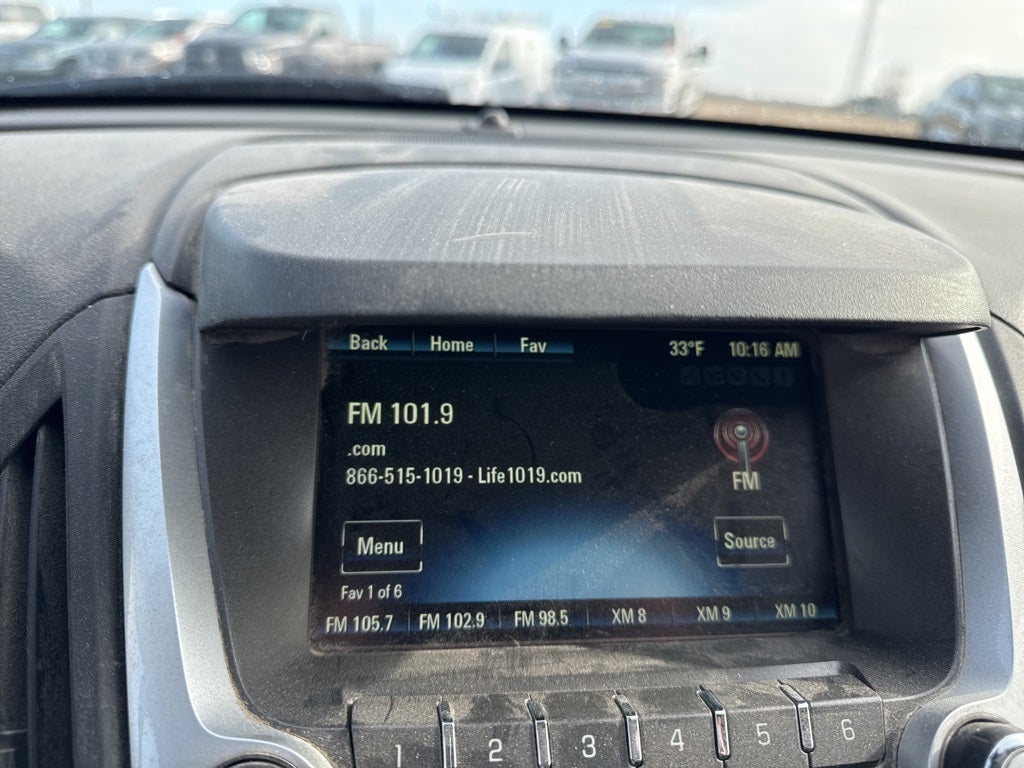 Back Home Fav 33°F 10:16 AM
FM 101.9
.com
866-515-1019 - Life1019.com
FM
Menu Source
Fav 1 of 6
FM 105.7 FM 102.9 FM 98.5 XM 8 XM 9 XM 10
1 2 3 4 5 6